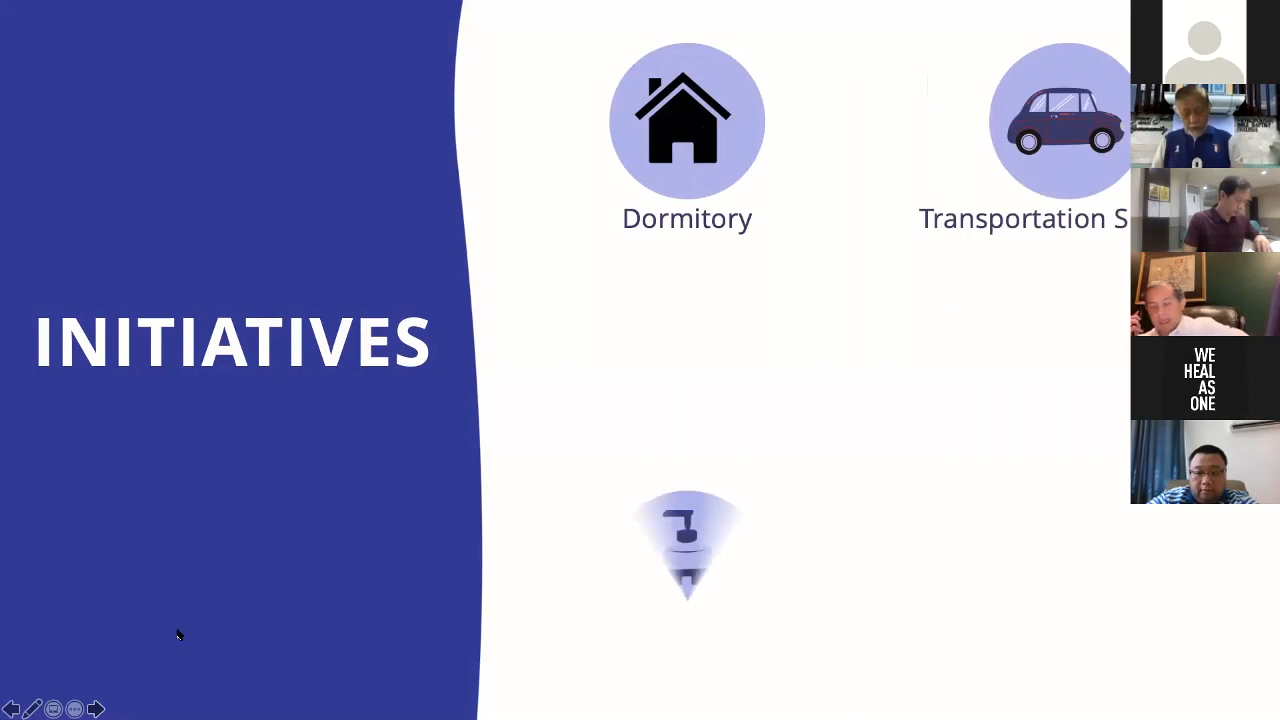 INITIATIVES
Dormitory
Transportation S
WE
HEAL
AS
ONE